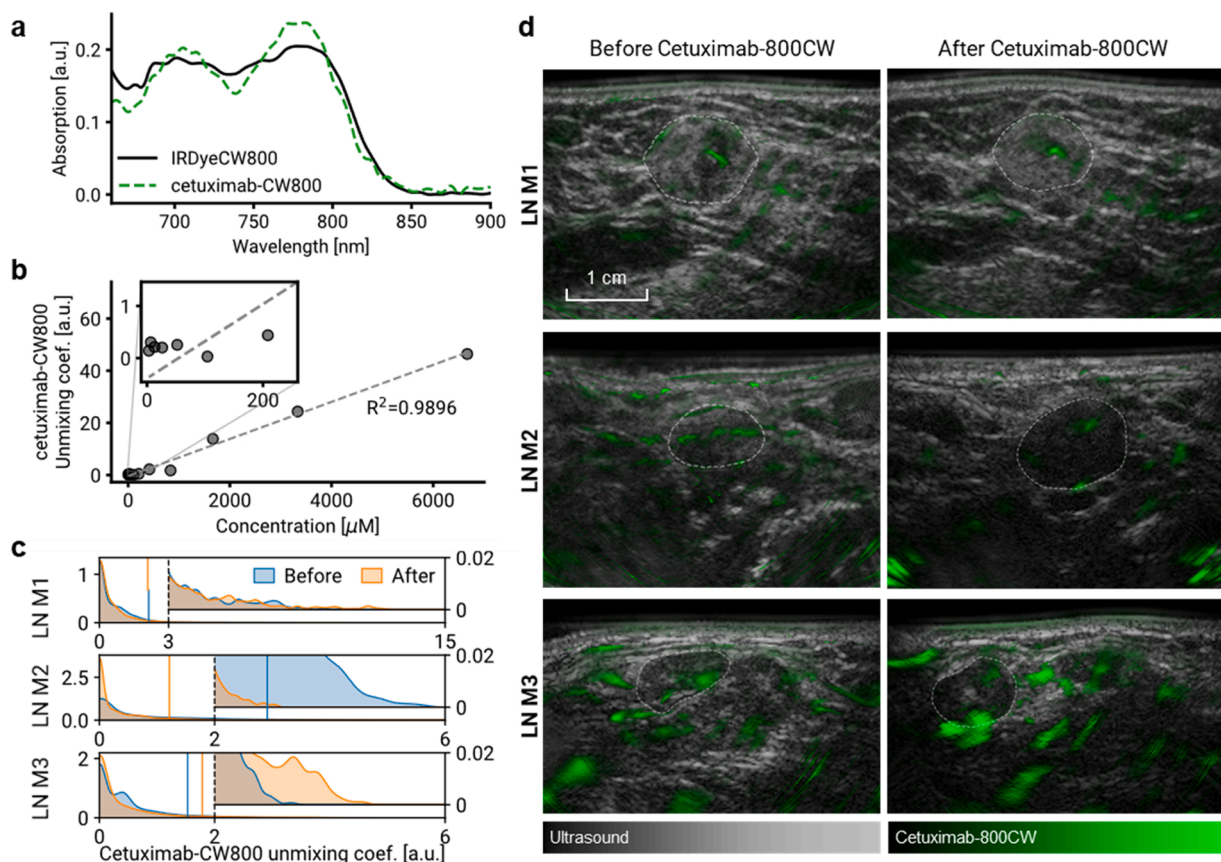 a
Absorption [a.u.]
0.2
0.1
0.0
IRDyeCW800
cetuximab-CW800
700
750
800
850
900
Wavelength [nm]
b
cetuximab-CW800
Unmixing coef. [a.u.]
60
40
20
0
1
0
0
200
R²=0.9896
0
2000
4000
6000
Concentration [µM]
c
LN M1
1
0
Before
After
0.02
0
0
3
15
LN M2
2.5
0.0
0.02
0
0
2
6
LN M3
2
0
0.02
0
0
2
6
Cetuximab-CW800 unmixing coef. [a.u.]
d
Before Cetuximab-800CW
After Cetuximab-800CW
LN M1
1 cm
LN M2
LN M3
Ultrasound
Cetuximab-800CW